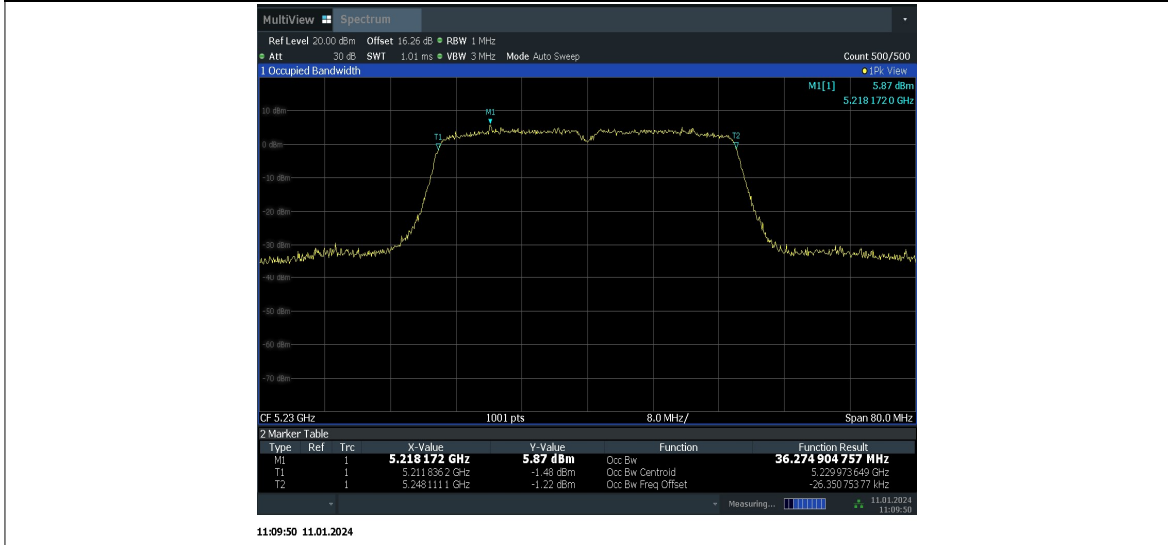 MultiView Spectrum
Ref Level 20.00 dBm Offset 16.26 dB RBW 1 MHz
Att 30 dB SWT 1.01 ms VBW 3 MHz Mode Auto Sweep Count 500/500
1 Occupied Bandwidth 1Pk View
M1[1] 5.87 dBm
5.218 172 0 GHz
10 dBm
M1
T1
T2
0 dBm
-10 dBm
-20 dBm
-30 dBm
-40 dBm
-50 dBm
-60 dBm
-70 dBm
CF 5.23 GHz 1001 pts 8.0 MHz/ Span 80.0 MHz
2 Marker Table
Type Ref Trc X-Value Y-Value Function Function Result
M1 1 5.218 172 GHz 5.87 dBm Occ Bw 36.274 904 757 MHz
T1 1 5.211 836 2 GHz -1.48 dBm Occ Bw Centroid 5.229 973 649 GHz
T2 1 5.248 111 1 GHz -1.22 dBm Occ Bw Freq Offset -26.350 753 77 kHz
Measuring... 11.01.2024
11:09:50
11:09:50 11.01.2024